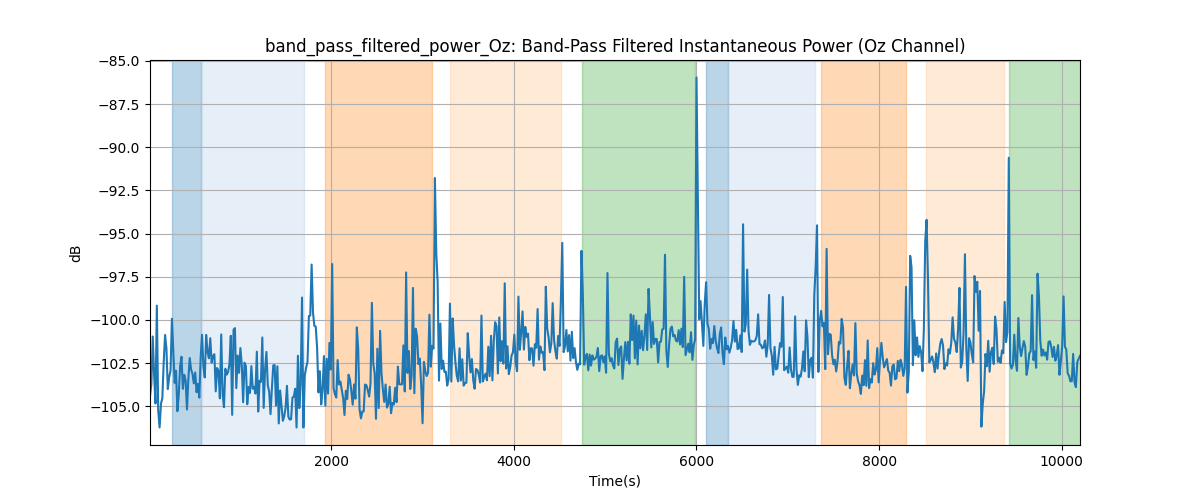 band_pass_filtered_power_Oz: Band-Pass Filtered Instantaneous Power (Oz Channel)
−85.0
−87.5
−90.0
−92.5
−95.0
−97.5
−100.0
−102.5
−105.0
dB
2000 4000 6000 8000 10000
Time(s)